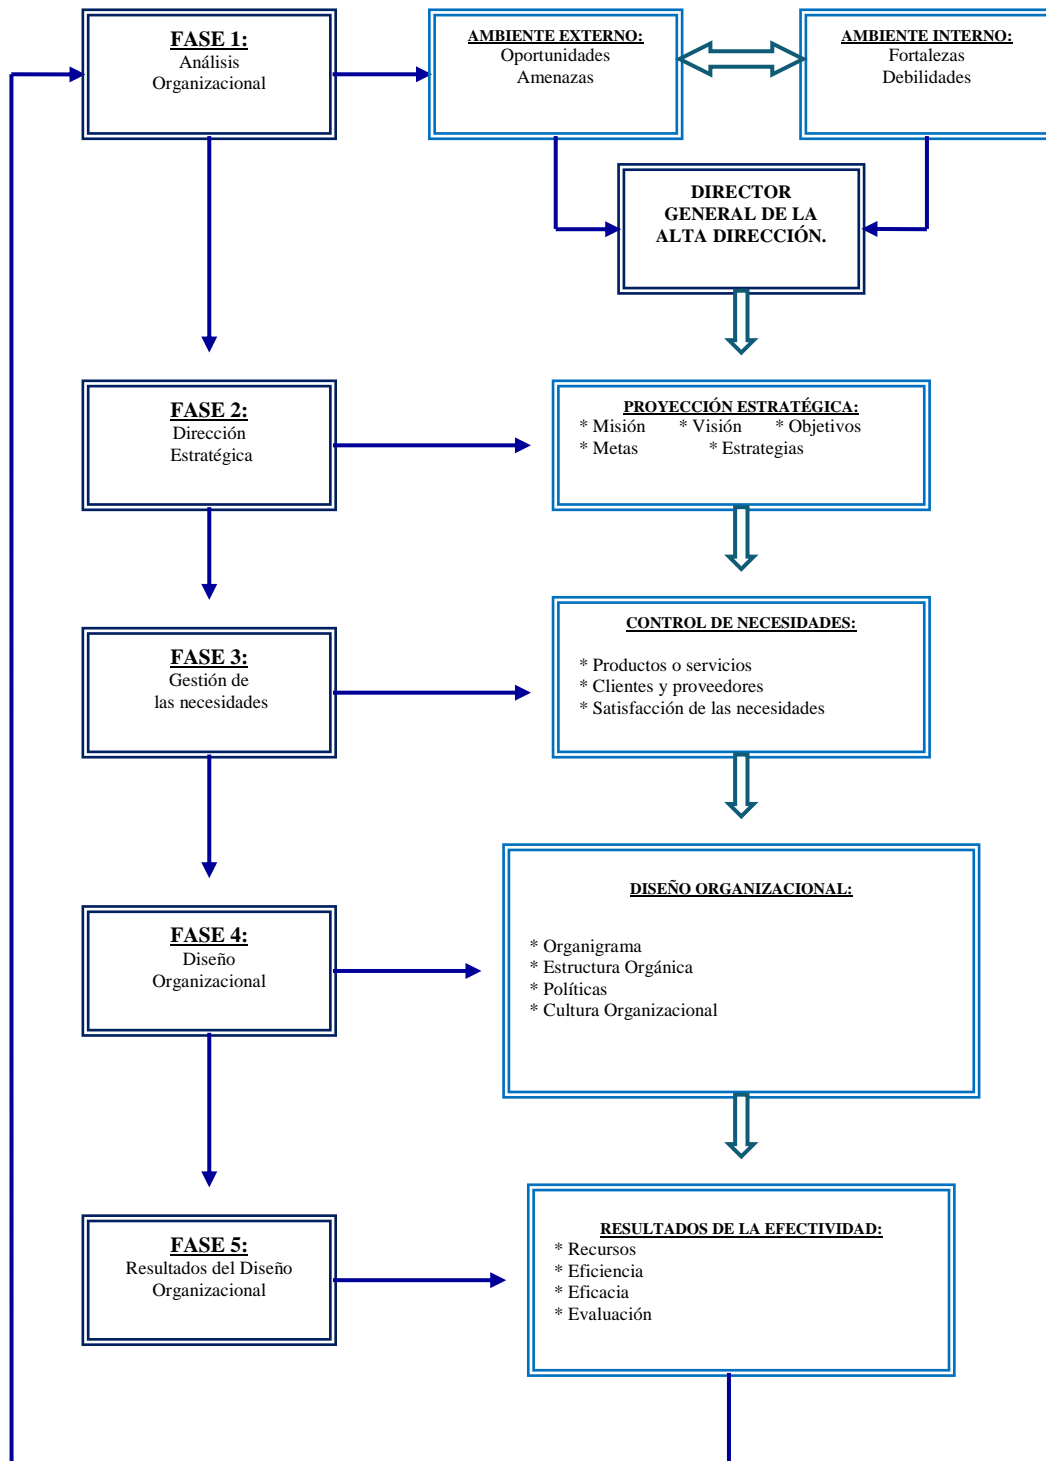 FASE 1:
Análisis
Organizacional
AMBIENTE EXTERNO:
Oportunidades
Amenazas
AMBIENTE INTERNO:
Fortalezas
Debilidades
DIRECTOR
GENERAL DE LA
ALTA DIRECCIÓN.
FASE 2:
Dirección
Estratégica
PROYECCIÓN ESTRATÉGICA:
* Misión * Visión * Objetivos
* Metas * Estrategias
FASE 3:
Gestión de
las necesidades
CONTROL DE NECESIDADES:
* Productos o servicios
* Clientes y proveedores
* Satisfacción de las necesidades
FASE 4:
Diseño
Organizacional
DISEÑO ORGANIZACIONAL:
* Organigrama
* Estructura Orgánica
* Políticas
* Cultura Organizacional
FASE 5:
Resultados del Diseño
Organizacional
RESULTADOS DE LA EFECTIVIDAD:
* Recursos
* Eficiencia
* Eficacia
* Evaluación